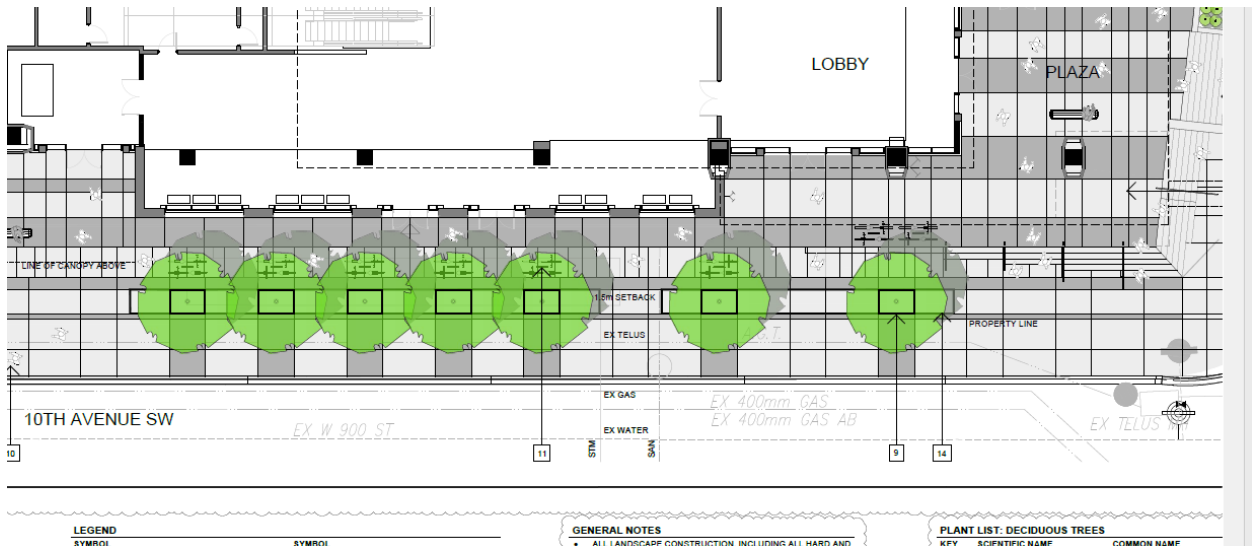 LOBBY
PLAZA
LINE OF CANOPY ABOVE
1.5m SETBACK
EX TELUS
PROPERTY LINE
10TH AVENUE SW
EX W 900 ST
EX GAS
EX WATER
STM
SAN
EX 400mm GAS
EX 400mm GAS AB
EX TELUS MH
10
11
9
14
LEGEND
SYMBOL SYMBOL
GENERAL NOTES
• ALL LANDSCAPE CONSTRUCTION, INCLUDING ALL HARD AND
PLANT LIST: DECIDUOUS TREES
KEY SCIENTIFIC NAME COMMON NAME